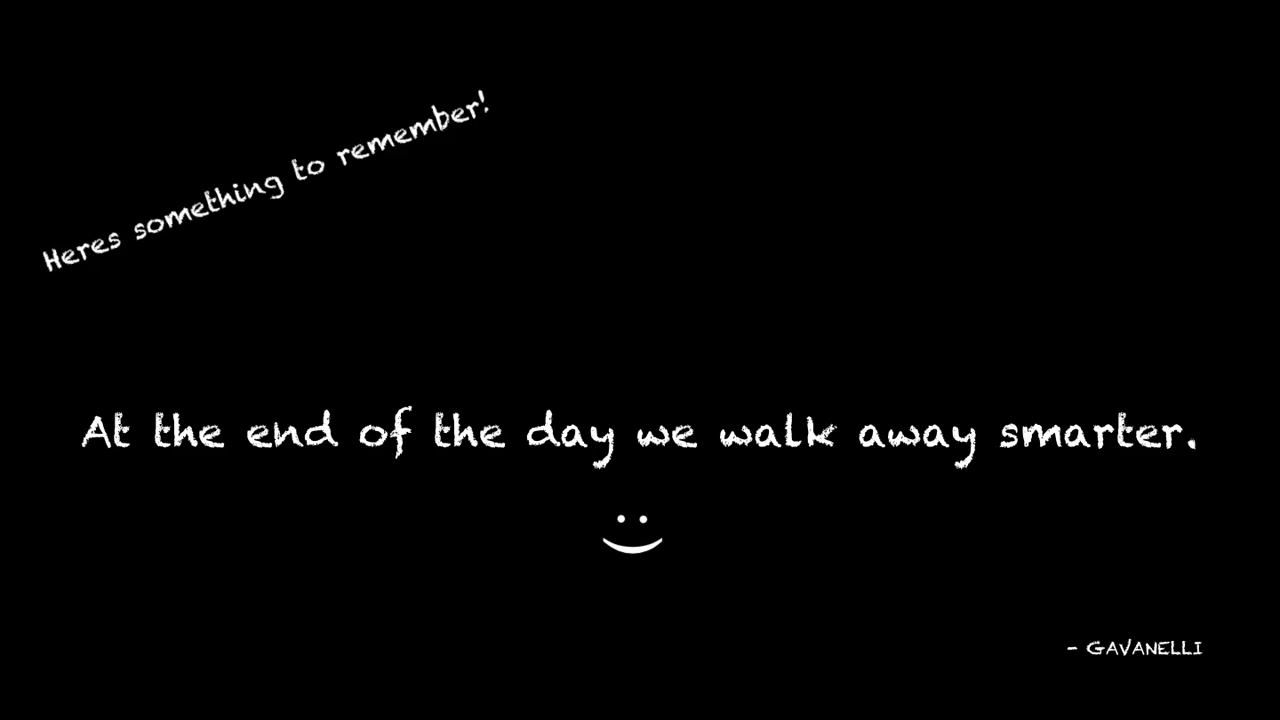 Heres something to remember!
At the end of the day we walk away smarter.
- GAVANELLI